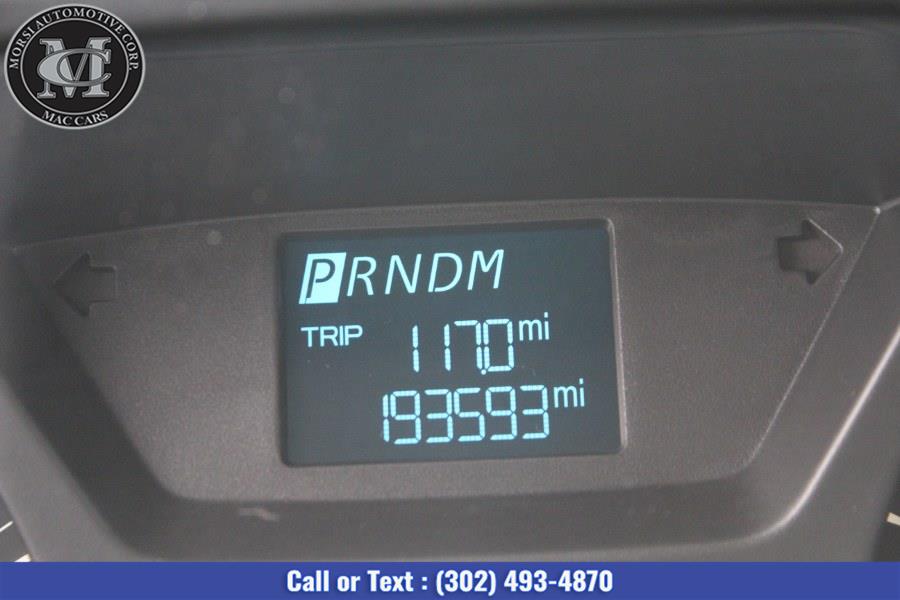 MORSI AUTOMOTIVE CORP.
MC
MAC CARS
PRNDM
TRIP 117.0 mi
193593 mi
Call or Text : (302) 493-4870